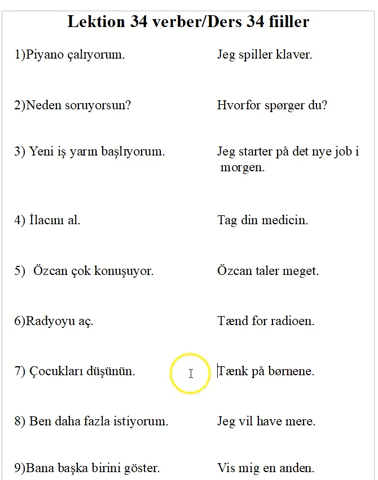 Lektion 34 verber/Ders 34 fiiller
1)Piyano çalıyorum. Jeg spiller klaver.
2)Neden soruyorsun? Hvorfor spørger du?
3) Yeni iş yarın başlıyorum. Jeg starter på det nye job i
morgen.
4) İlacını al. Tag din medicin.
5) Özcan çok konuşuyor. Özcan taler meget.
6)Radyoyu aç. Tænd for radioen.
7) Çocukları düşünün. Tænk på børnene.
8) Ben daha fazla istiyorum. Jeg vil have mere.
9)Bana başka birini göster. Vis mig en anden.